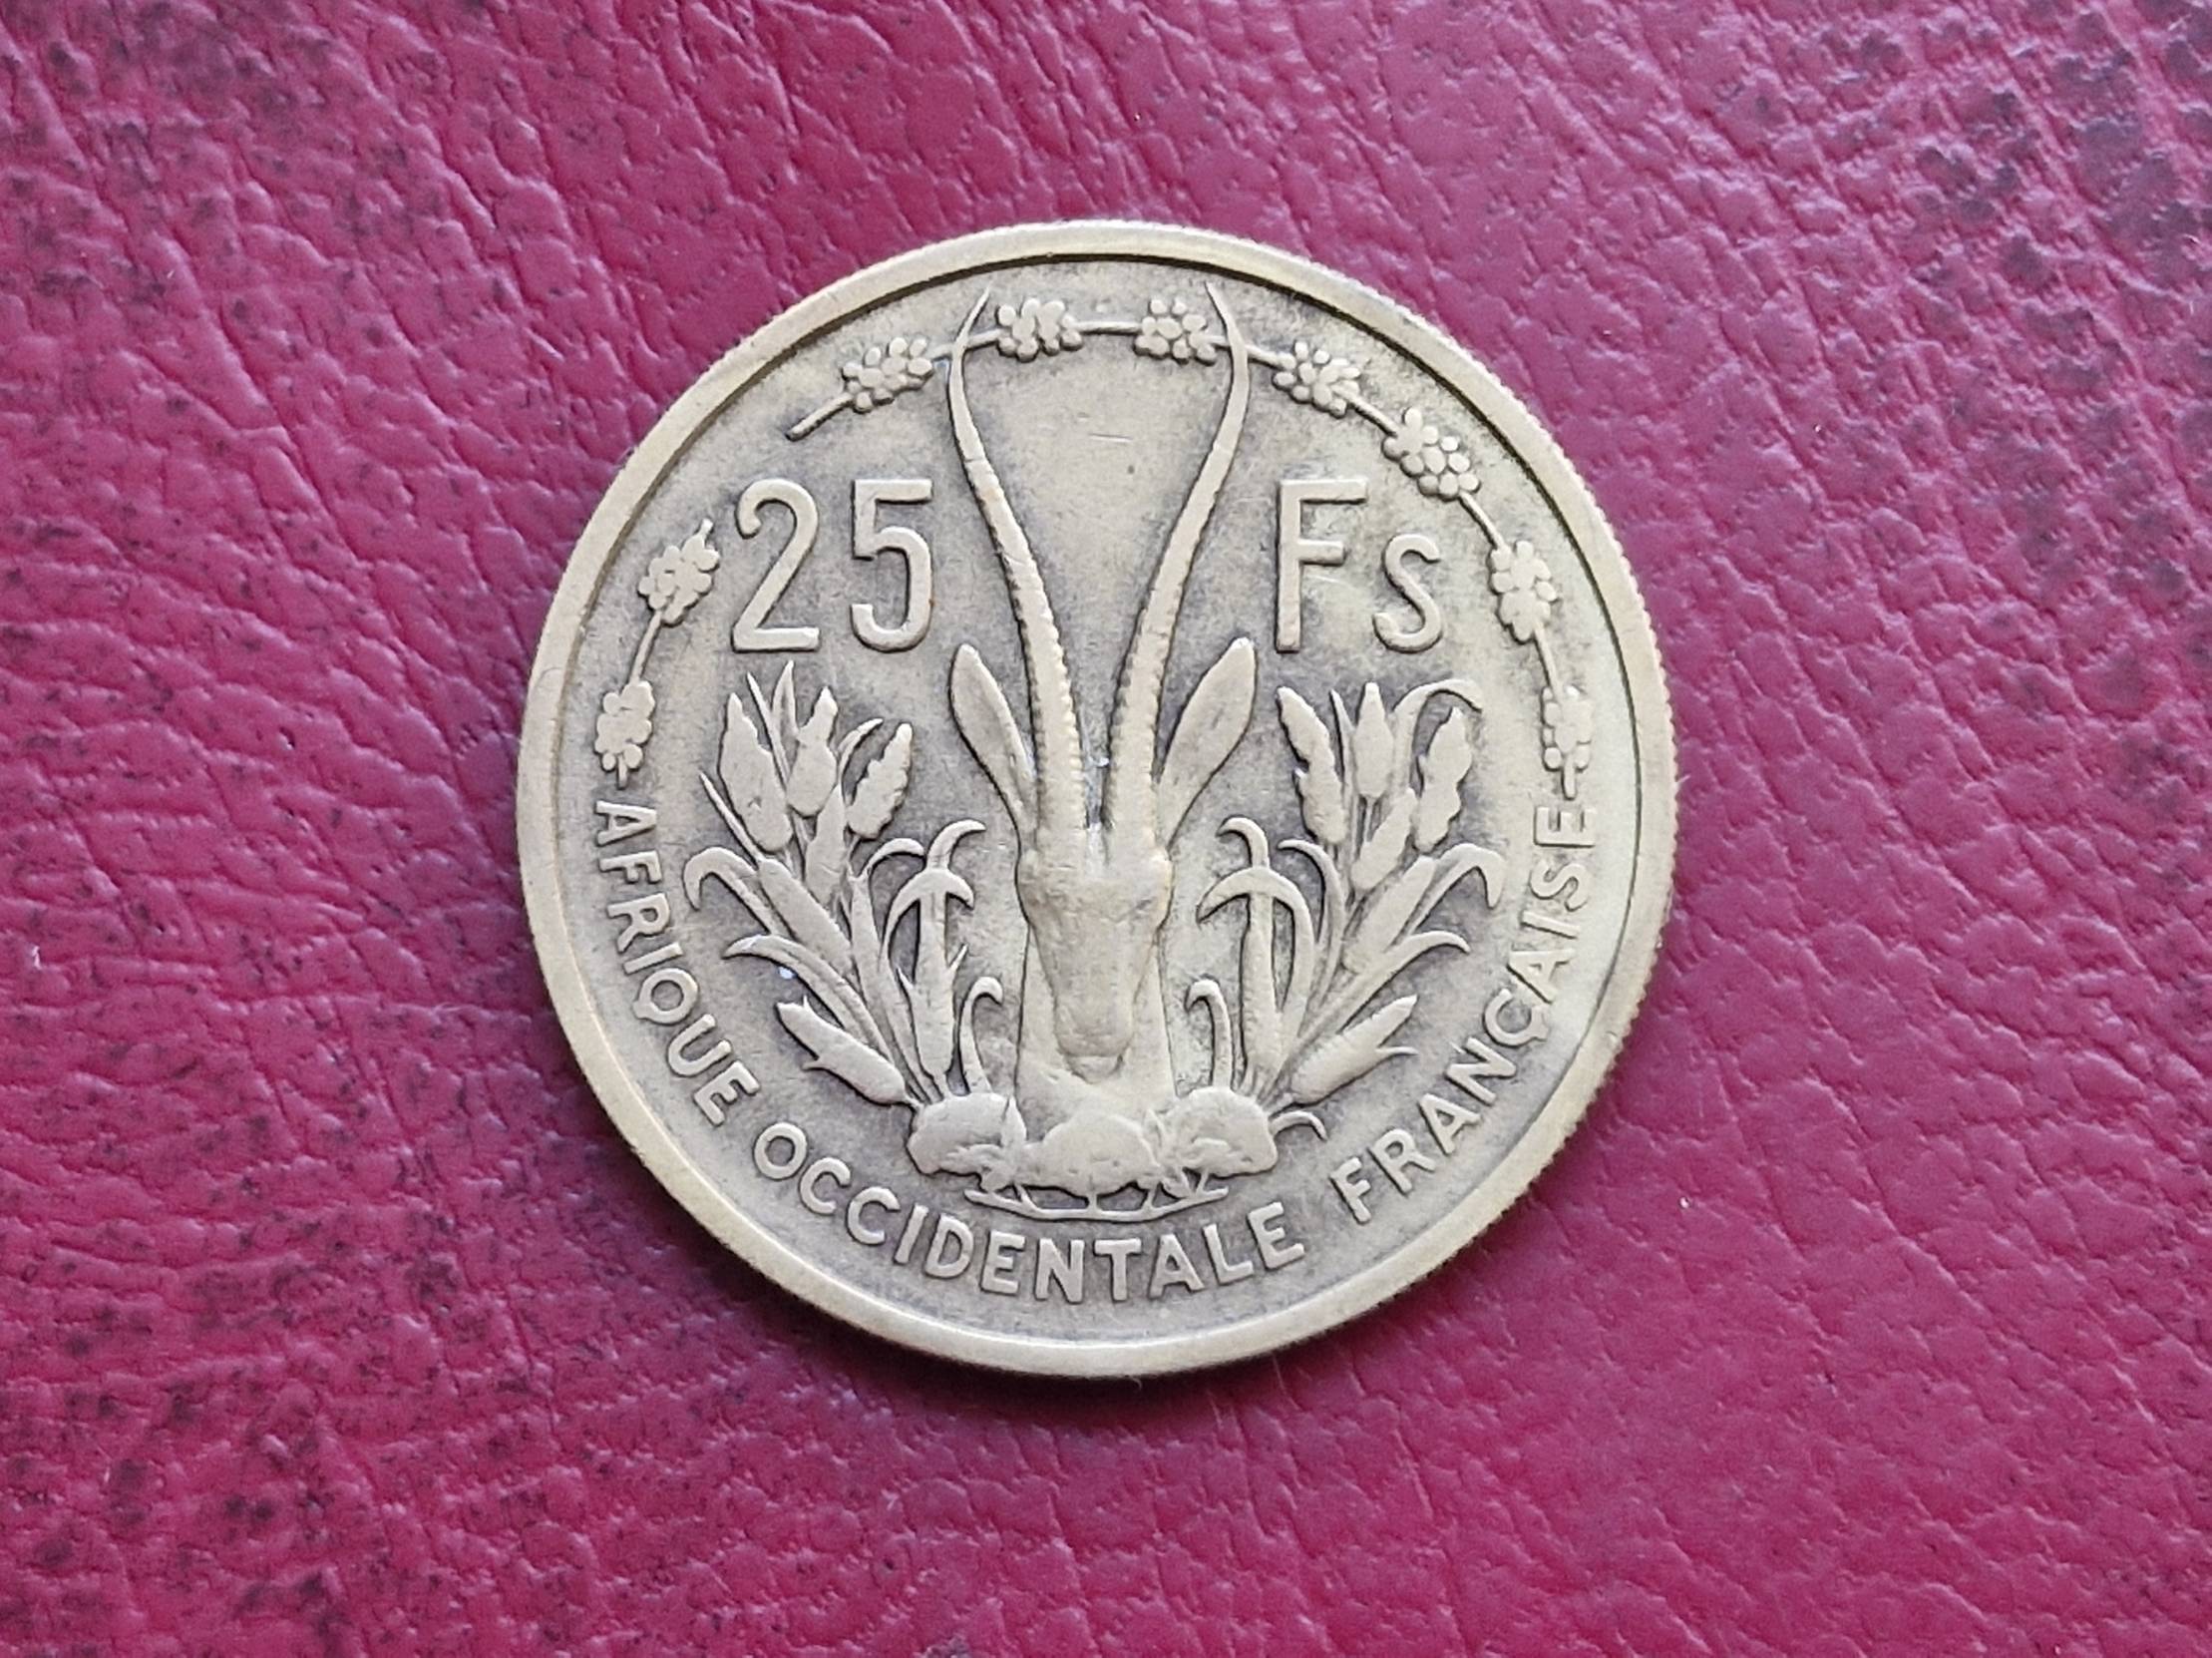 25 Fs
AFRIQUE OCCIDENTALE FRANÇAISE